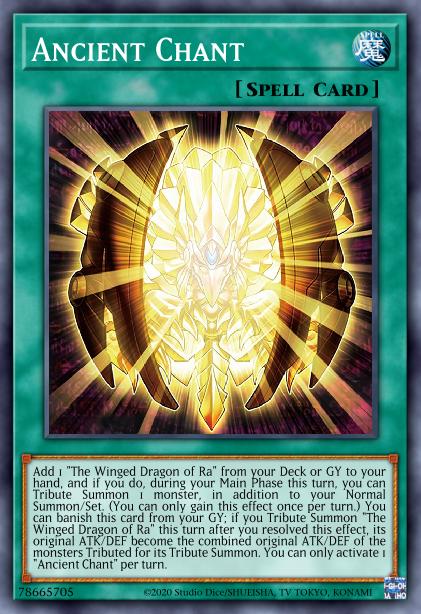 ANCIENT CHANT
SPELL
魔
[ SPELL CARD ]
Add 1 "The Winged Dragon of Ra" from your Deck or GY to your
hand, and if you do, during your Main Phase this turn, you can
Tribute Summon 1 monster, in addition to your Normal
Summon/Set. (You can only gain this effect once per turn.) You
can banish this card from your GY; if you Tribute Summon "The
Winged Dragon of Ra" this turn after you resolved this effect, its
original ATK/DEF become the combined original ATK/DEF of the
monsters Tributed for its Tribute Summon. You can only activate 1
"Ancient Chant" per turn.
78665705
©2020 Studio Dice/SHUEISHA, TV TOKYO, KONAMI